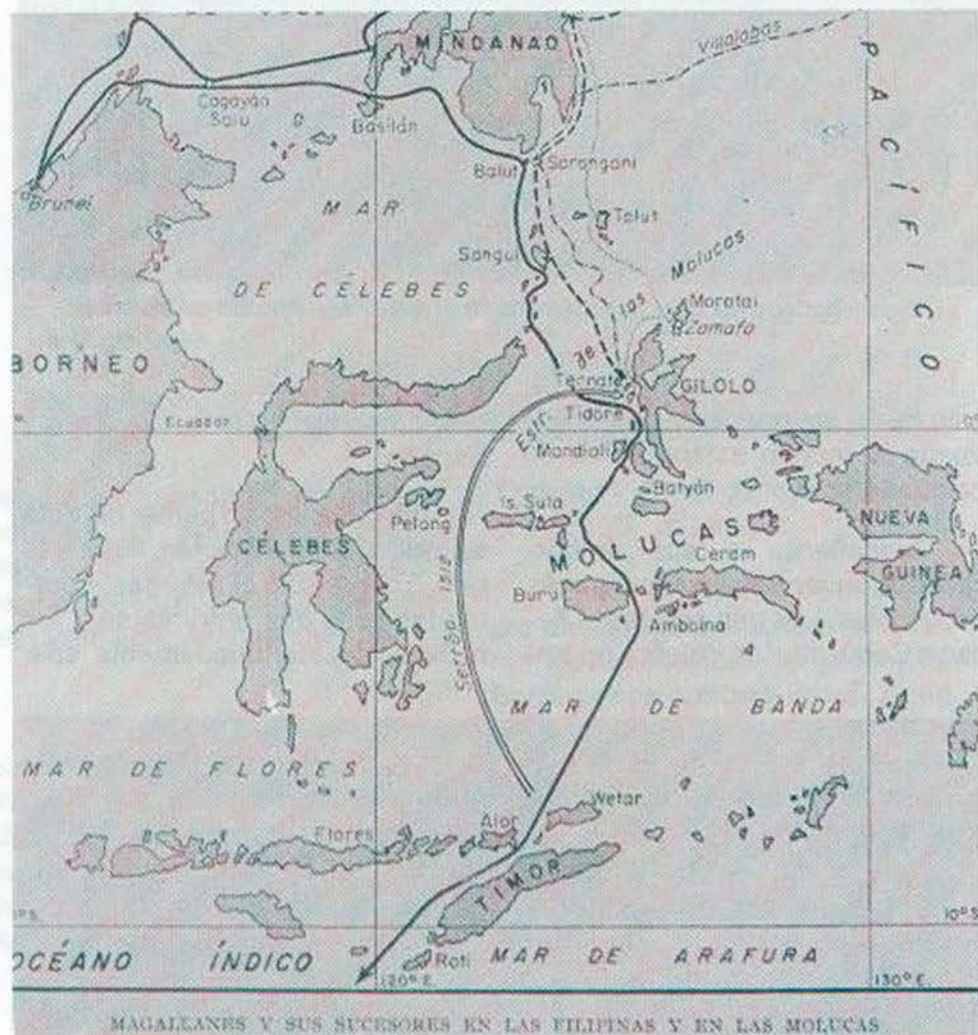 MINDANAO
Villalobos
PACÍFICO
Cagayán
Sulu
Basilán
Balut
Sarangani
Brunei
MAR
Talut
Sangui
Molucas
DE CÉLEBES
las
Moratai
Zamafo
BORNEO
de
Ternate
GILOLO
Ecuador
Estr.
Tidore
Mandioli
Batyán
Pelong
Is. Sula
NUEVA
CÉLEBES
MOLUCAS
Ceram
GUINEA
Serrão 1512
Buru
Amboina
MAR DE BANDA
MAR DE FLORES
Wetar
Flores
Alor
TIMOR
10° S.
OCÉANO ÍNDICO
Roti
MAR DE ARAFURA
120° E.
130° E.
MAGALLANES Y SUS SUCESORES EN LAS FILIPINAS Y EN LAS MOLUCAS